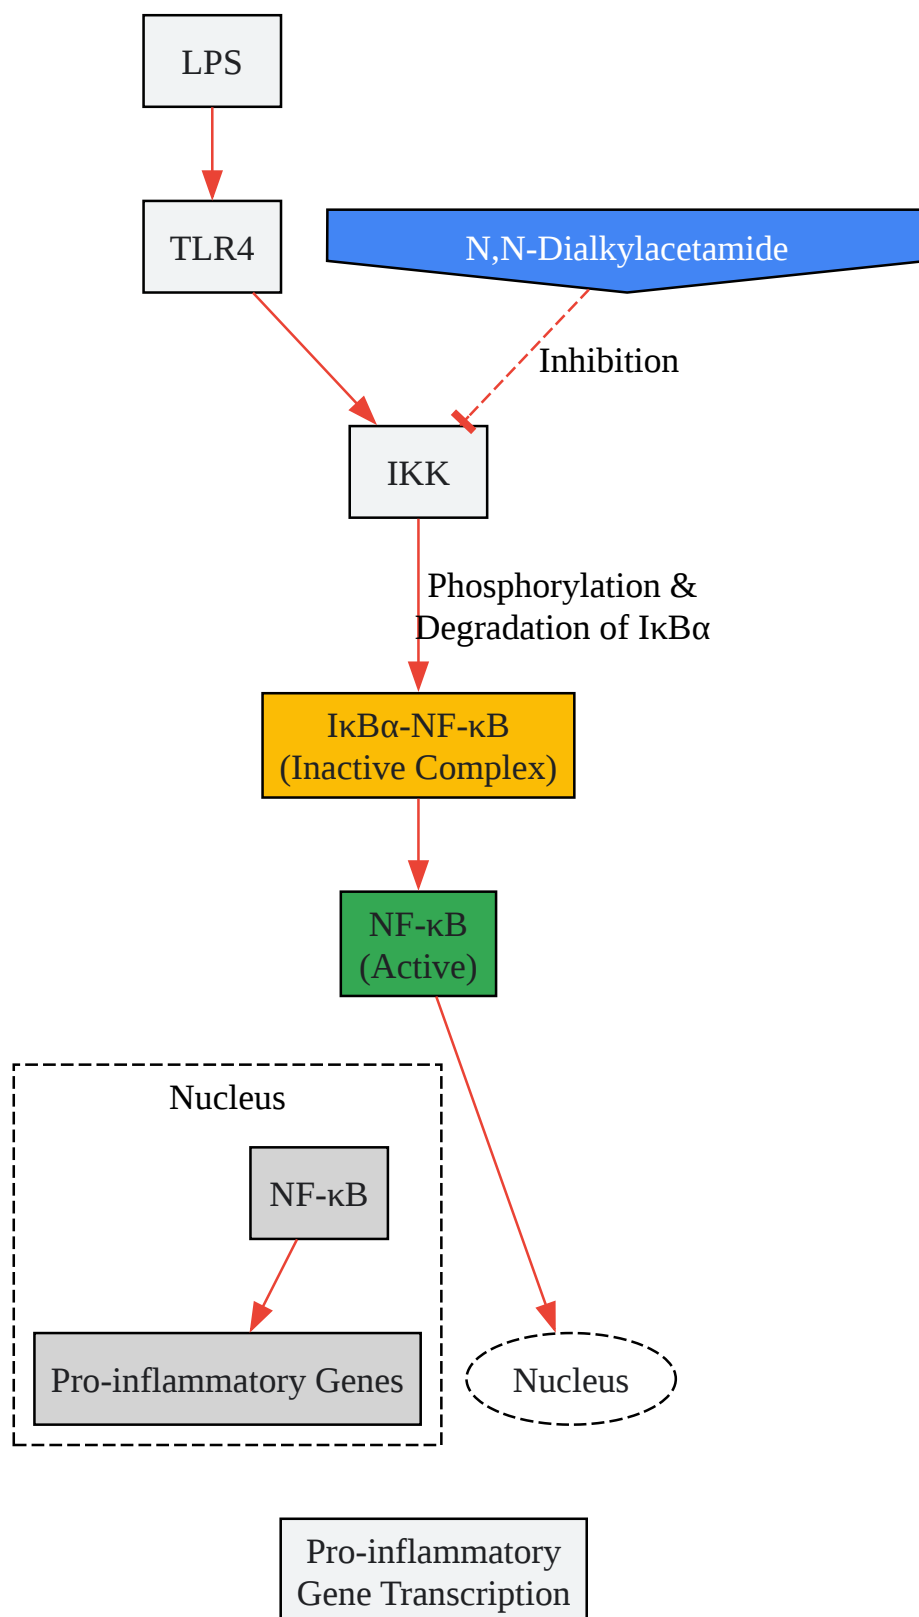 LPS
TLR4
N,N-Dialkylacetamide
Inhibition
IKK
Phosphorylation &
Degradation of IκBα
IκBα-NF-κB
(Inactive Complex)
NF-κB
(Active)
Nucleus
NF-κB
Pro-inflammatory Genes
Nucleus
Pro-inflammatory
Gene Transcription